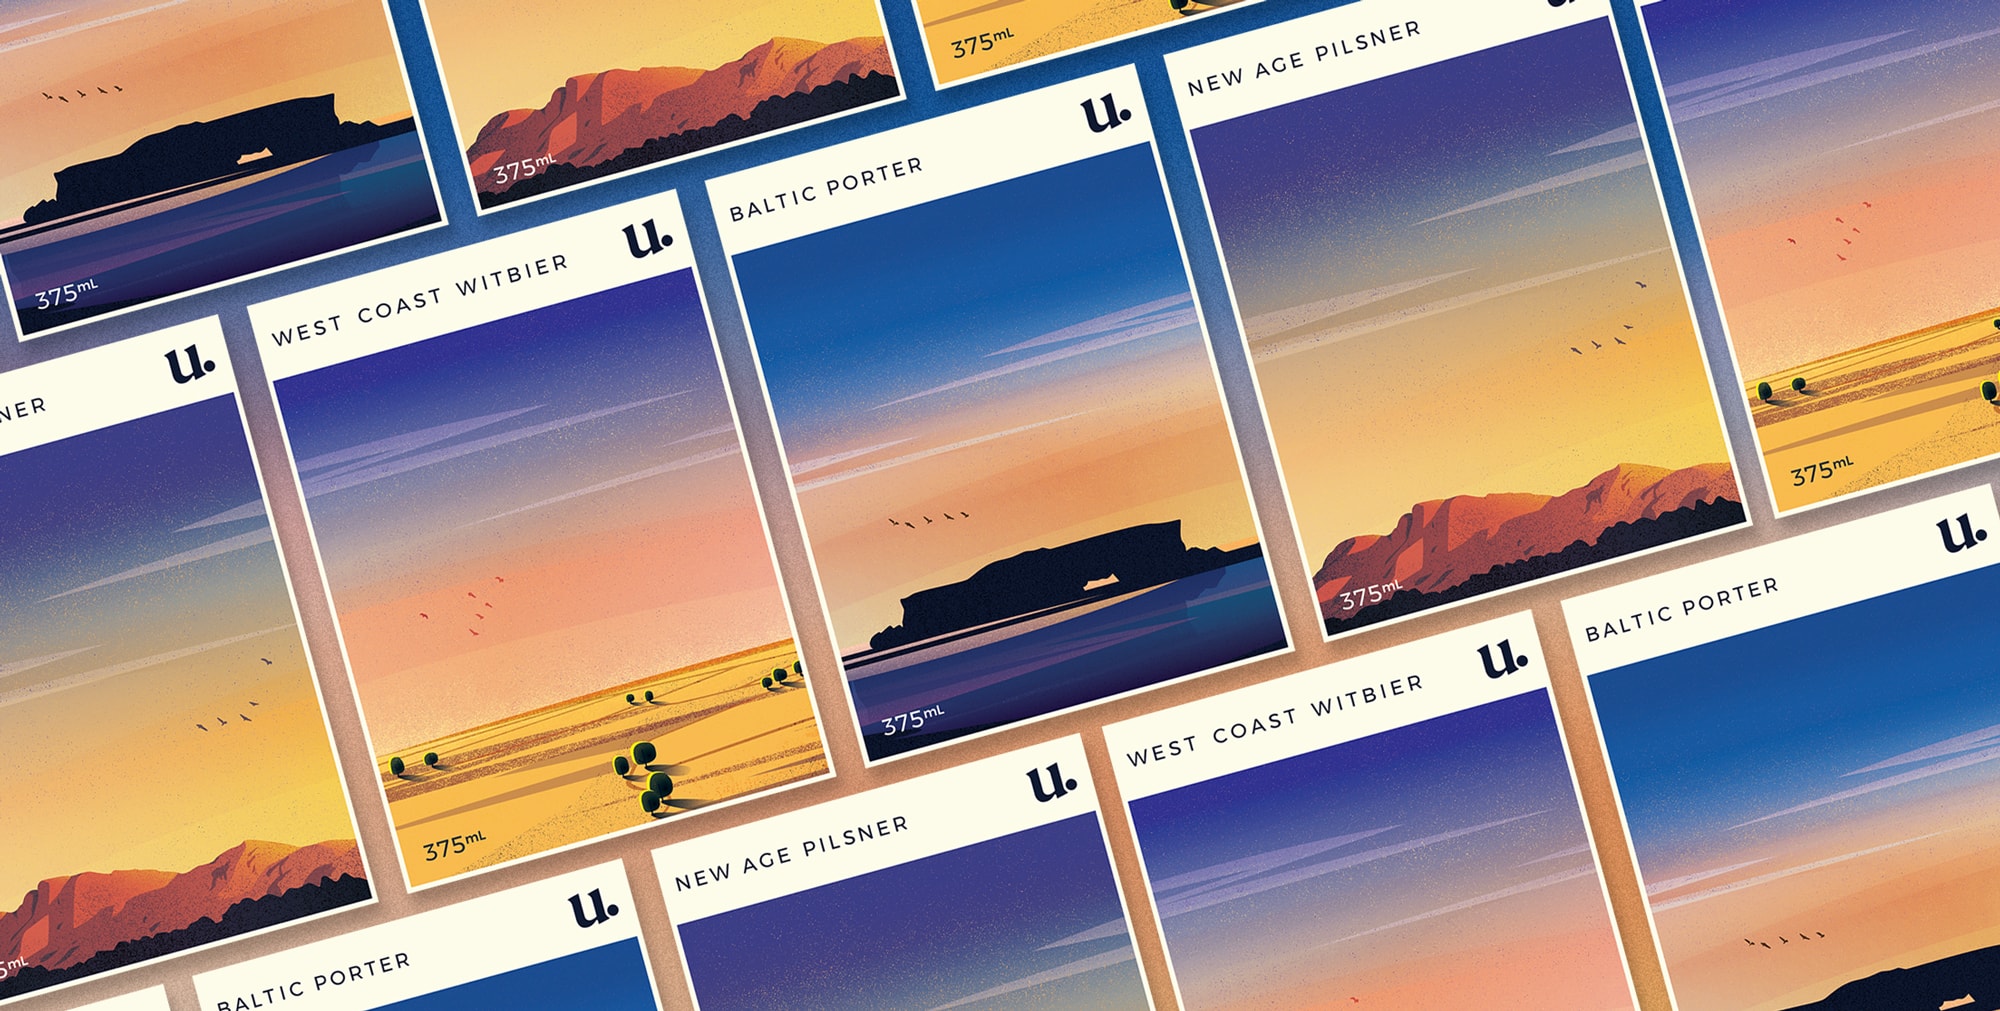 375mL
375mL
375mL
NEW AGE PILSNER
u.
BALTIC PORTER
u.
WEST COAST WITBIER
u.
NER
u.
375mL
375mL
375mL
375mL
u.
BALTIC PORTER
u.
WEST COAST WITBIER
u.
NEW AGE PILSNER
u.
BALTIC PORTER
5mL